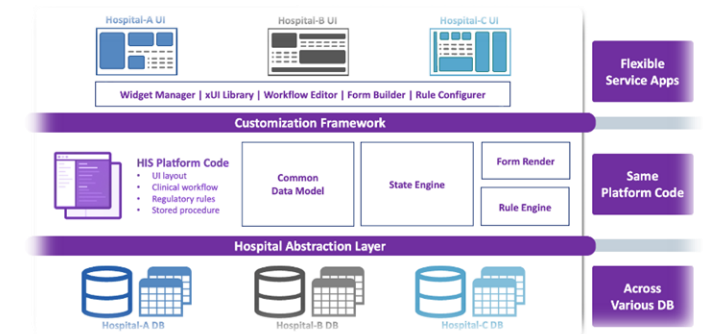 Hospital-A UI
Hospital-B UI
Hospital-C UI
Widget Manager | xUI Library | Workflow Editor | Form Builder | Rule Configurer
Flexible
Service Apps
Customization Framework
HIS Platform Code
• UI layout
• Clinical workflow
• Regulatory rules
• Stored procedure
Common
Data Model
State Engine
Form Render
Rule Engine
Same
Platform Code
Hospital Abstraction Layer
Hospital-A DB
Hospital-B DB
Hospital-C DB
Across
Various DB